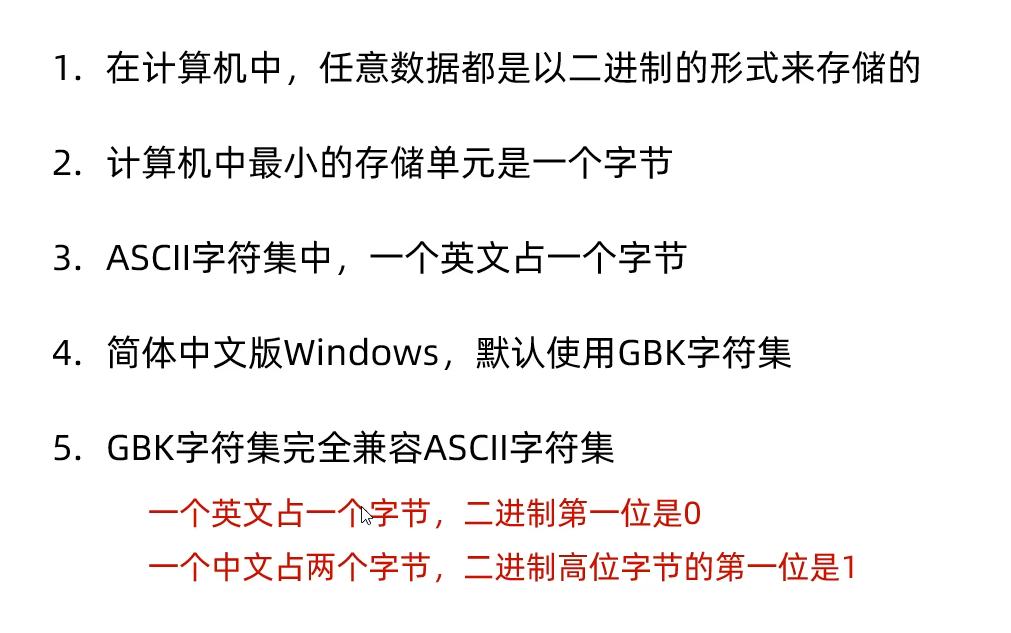 1. 在计算机中，任意数据都是以二进制的形式来存储的
2. 计算机中最小的存储单元是一个字节
3. ASCII字符集中，一个英文占一个字节
4. 简体中文版Windows，默认使用GBK字符集
5. GBK字符集完全兼容ASCII字符集
一个英文占一个字节，二进制第一位是0
一个中文占两个字节，二进制高位字节的第一位是1